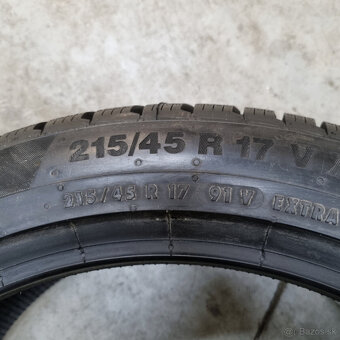 215/45 R 17 V
215/45 R 17 91 V EXTRA
Bazos.sk